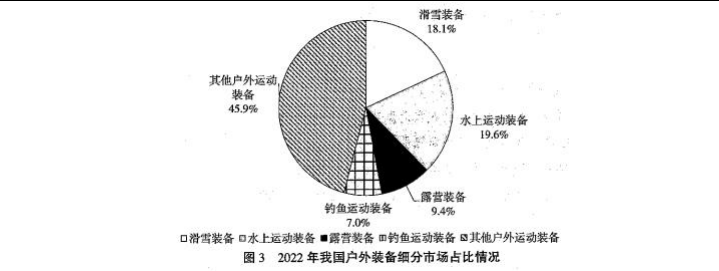 滑雪装备
18.1%
其他户外运动
装备
45.9%
水上运动装备
19.6%
露营装备
9.4%
钓鱼运动装备
7.0%
滑雪装备 水上运动装备 露营装备 钓鱼运动装备 其他户外运动装备
图 3 2022 年我国户外装备细分市场占比情况